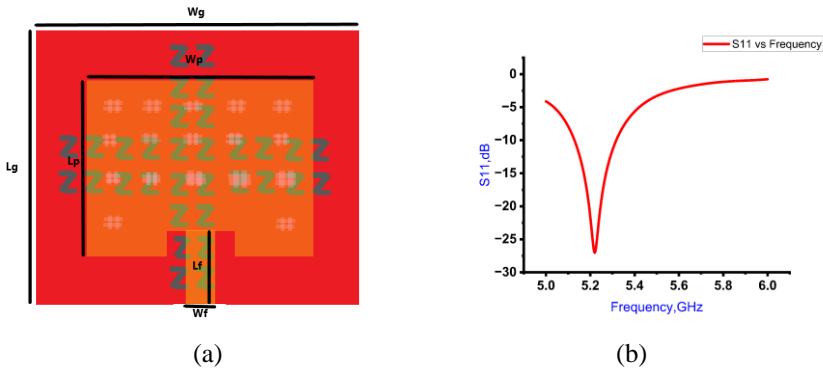 Wg
Z Z
Wp
Z Z
Z Z
Lg
Lp
Z Z Z Z Z Z Z Z Z
Z Z Z Z Z Z Z Z Z
Z Z
Z Z
Lf
Z Z
Wf
(a)
S11 vs Frequency
0
−5
−10
−15
−20
−25
−30
S11,dB
5.0 5.2 5.4 5.6 5.8 6.0
Frequency,GHz
(b)